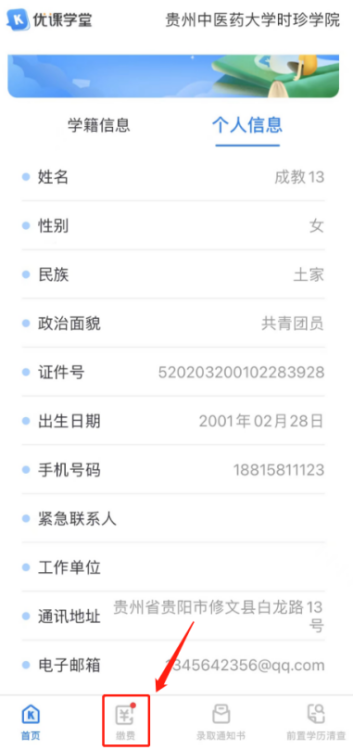 优课学堂 贵州中医药大学时珍学院
学籍信息 个人信息
姓名 成教13
性别 女
民族 土家
政治面貌 共青团员
证件号 520203200102283928
出生日期 2001年02月28日
手机号码 18815811123
紧急联系人
工作单位
通讯地址 贵州省贵阳市修文县白龙路13
号
电子邮箱 1345642356@qq.com
首页 缴费 录取通知书 前置学历清查